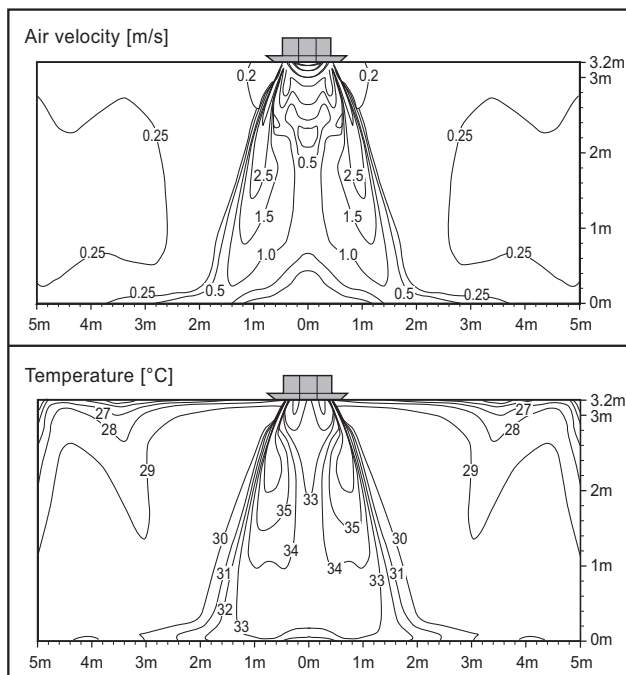 Air velocity [m/s]
3.2m
0.2 0.2 3m
0.25 0.25
0.5 2m
2.5 2.5
1.5 1.5
1.0 1.0 1m
0.25 0.25
0.25 0.5 0.5 0.25 0m
5m 4m 3m 2m 1m 0m 1m 2m 3m 4m 5m
Temperature [°C]
3.2m
27 27 3m
28 28
29 29
33 2m
35 35
30 34 34 30
31 31 1m
32 33
33 0m
5m 4m 3m 2m 1m 0m 1m 2m 3m 4m 5m